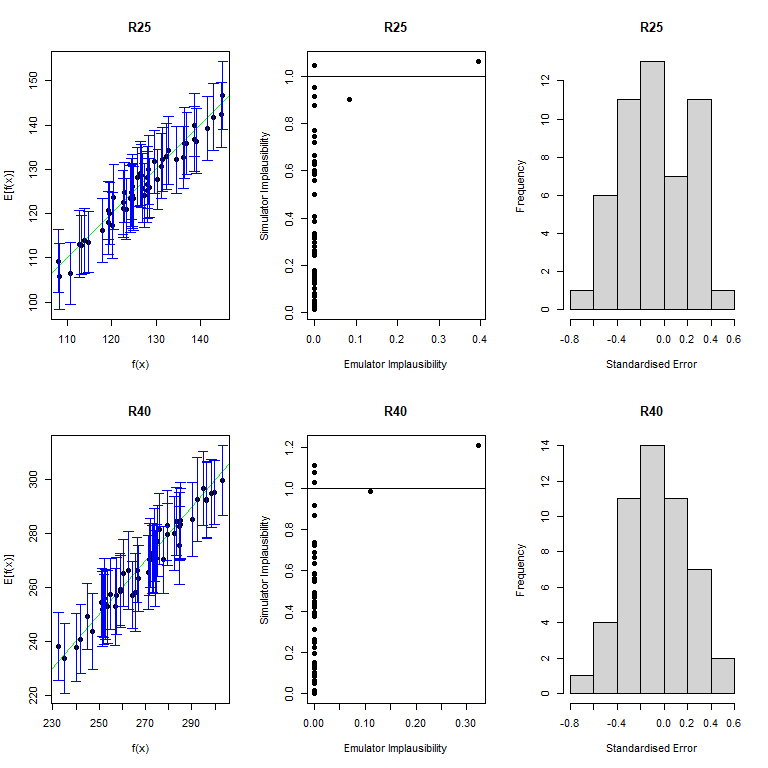 R25
E[f(x)]
100 110 120 130 140 150
110 120 130 140
f(x)
R25
Simulator Implausibility
0.0 0.2 0.4 0.6 0.8 1.0
0.0 0.1 0.2 0.3 0.4
Emulator Implausibility
R25
Frequency
0 2 4 6 8 10 12
-0.8 -0.4 0.0 0.2 0.4 0.6
Standardised Error
R40
E[f(x)]
220 240 260 280 300
230 250 270 290
f(x)
R40
Simulator Implausibility
0.0 0.2 0.4 0.6 0.8 1.0 1.2
0.00 0.10 0.20 0.30
Emulator Implausibility
R40
Frequency
0 2 4 6 8 10 12 14
-0.8 -0.4 0.0 0.2 0.4 0.6
Standardised Error